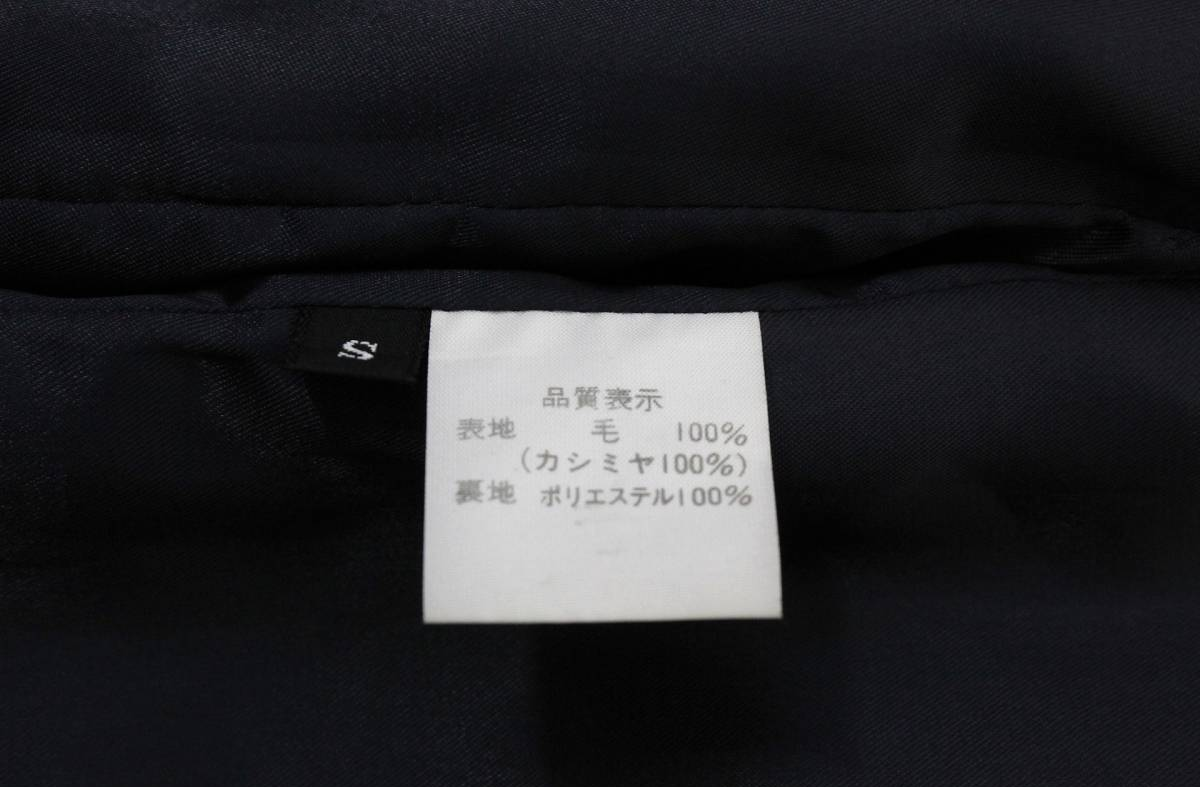 S
品質表示
表地 毛 100%
(カシミヤ100%)
裏地 ポリエステル100%